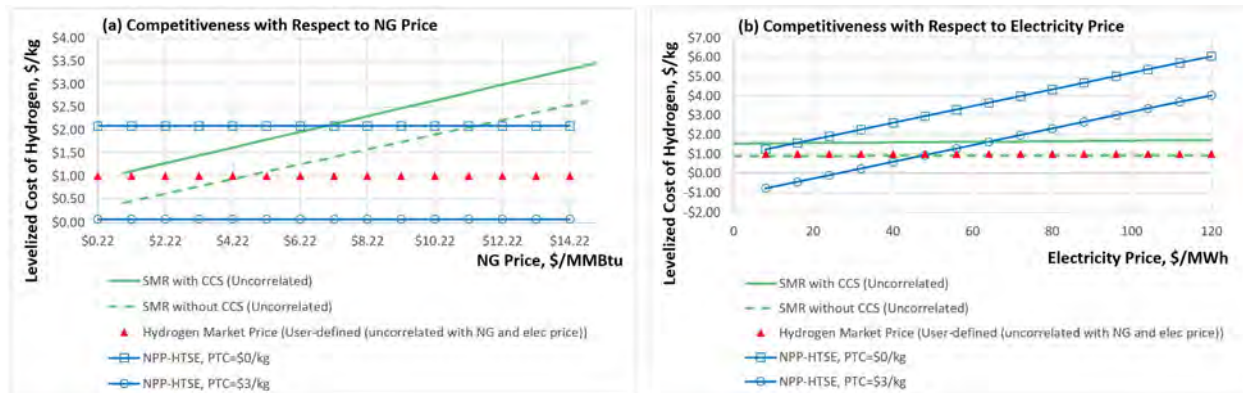 (a) Competitiveness with Respect to NG Price
Levelized Cost of Hydrogen, $/kg
$4.00
$3.50
$3.00
$2.50
$2.00
$1.50
$1.00
$0.50
$0.00
$0.22
$2.22
$4.22
$6.22
$8.22
$10.22
$12.22
$14.22
NG Price, $/MMBtu
SMR with CCS (Uncorrelated)
SMR without CCS (Uncorrelated)
Hydrogen Market Price (User-defined (uncorrelated with NG and elec price))
NPP-HTSE, PTC=$0/kg
NPP-HTSE, PTC=$3/kg
(b) Competitiveness with Respect to Electricity Price
Levelized Cost of Hydrogen, $/kg
$7.00
$6.00
$5.00
$4.00
$3.00
$2.00
$1.00
$0.00
-$1.00
-$2.00
0
20
40
60
80
100
120
Electricity Price, $/MWh
SMR with CCS (Uncorrelated)
SMR without CCS (Uncorrelated)
Hydrogen Market Price (User-defined (uncorrelated with NG and elec price))
NPP-HTSE, PTC=$0/kg
NPP-HTSE, PTC=$3/kg